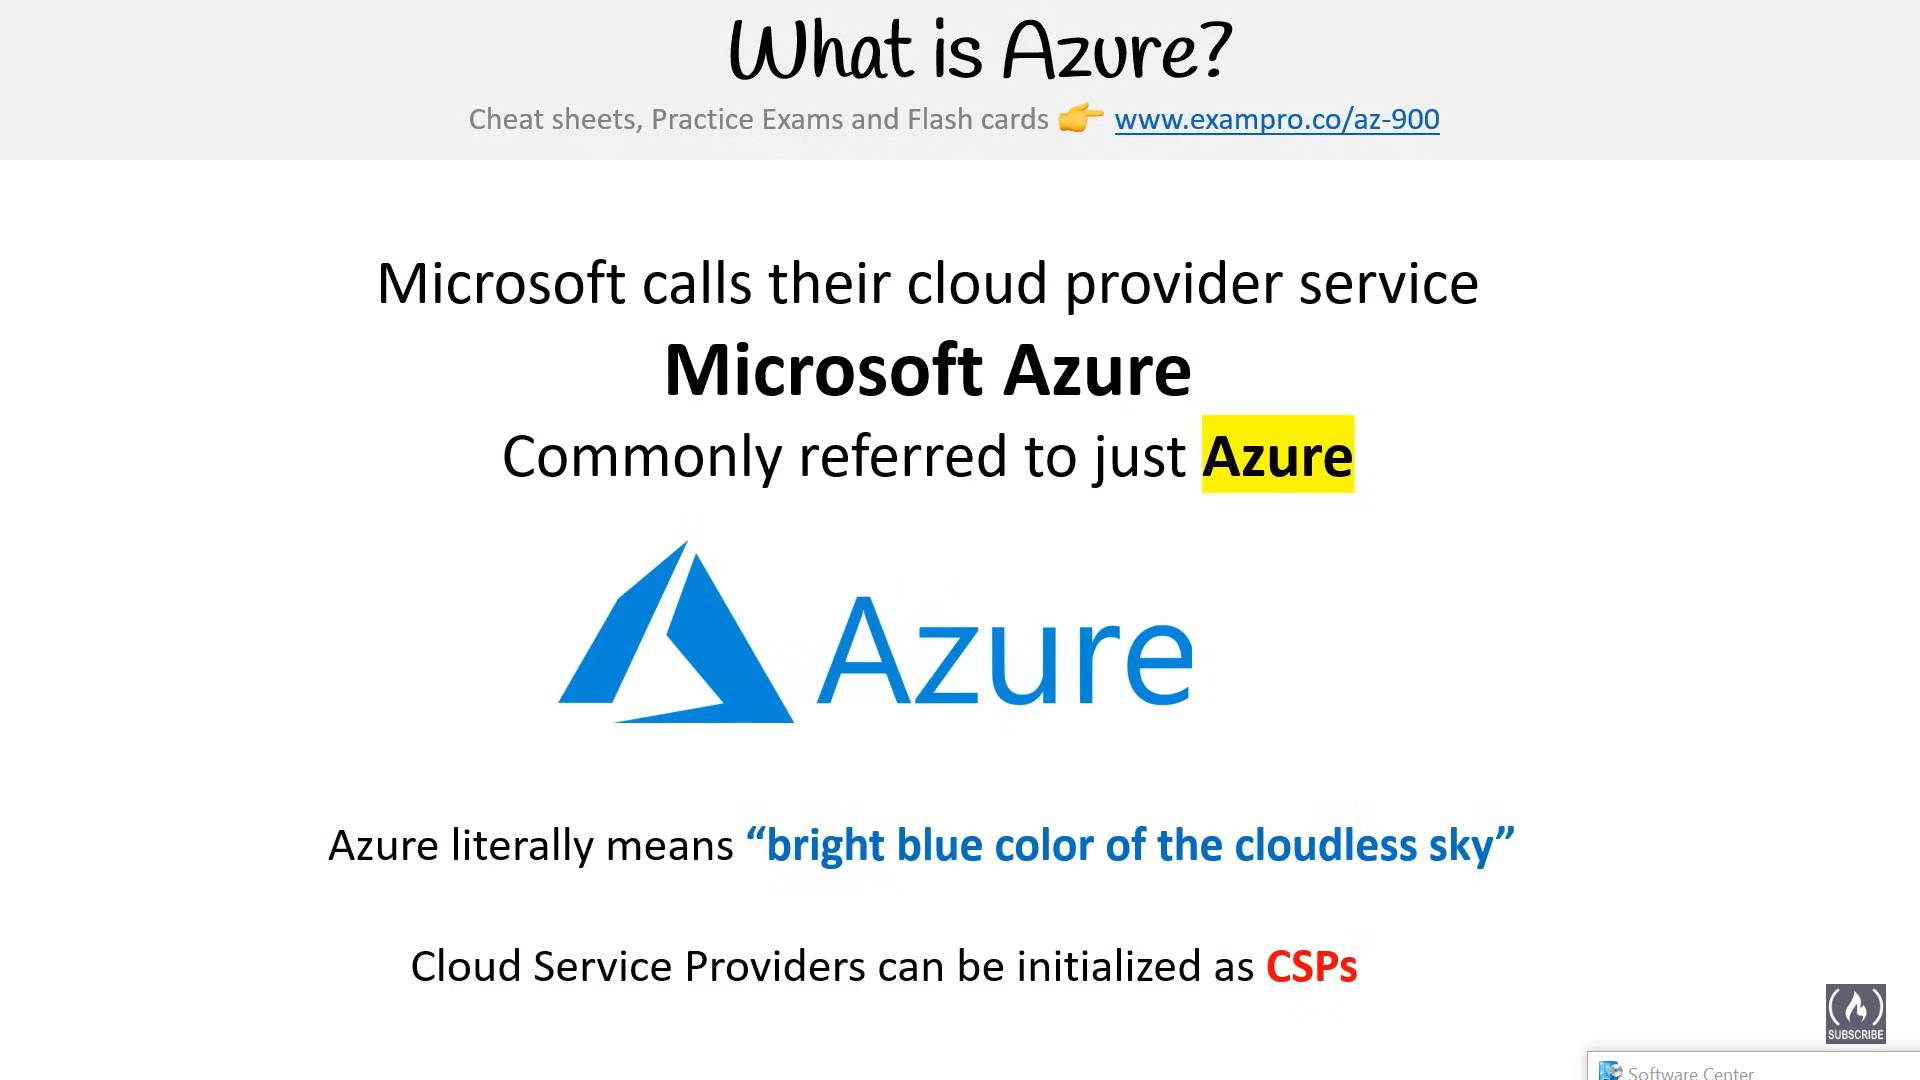 What is Azure?
Cheat sheets, Practice Exams and Flash cards 👉 www.exampro.co/az-900
Microsoft calls their cloud provider service
Microsoft Azure
Commonly referred to just Azure
Azure
Azure literally means “bright blue color of the cloudless sky”
Cloud Service Providers can be initialized as CSPs
SUBSCRIBE
Software Center